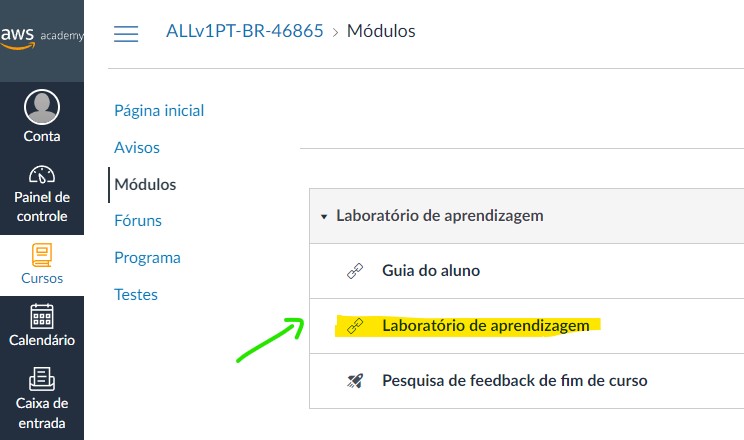 aws academy
Conta
Painel de
controle
Cursos
Calendário
Caixa de
entrada
ALLv1PT-BR-46865 > Módulos
Página inicial
Avisos
Módulos
Fóruns
Programa
Testes
Laboratório de aprendizagem
Guia do aluno
Laboratório de aprendizagem
Pesquisa de feedback de fim de curso